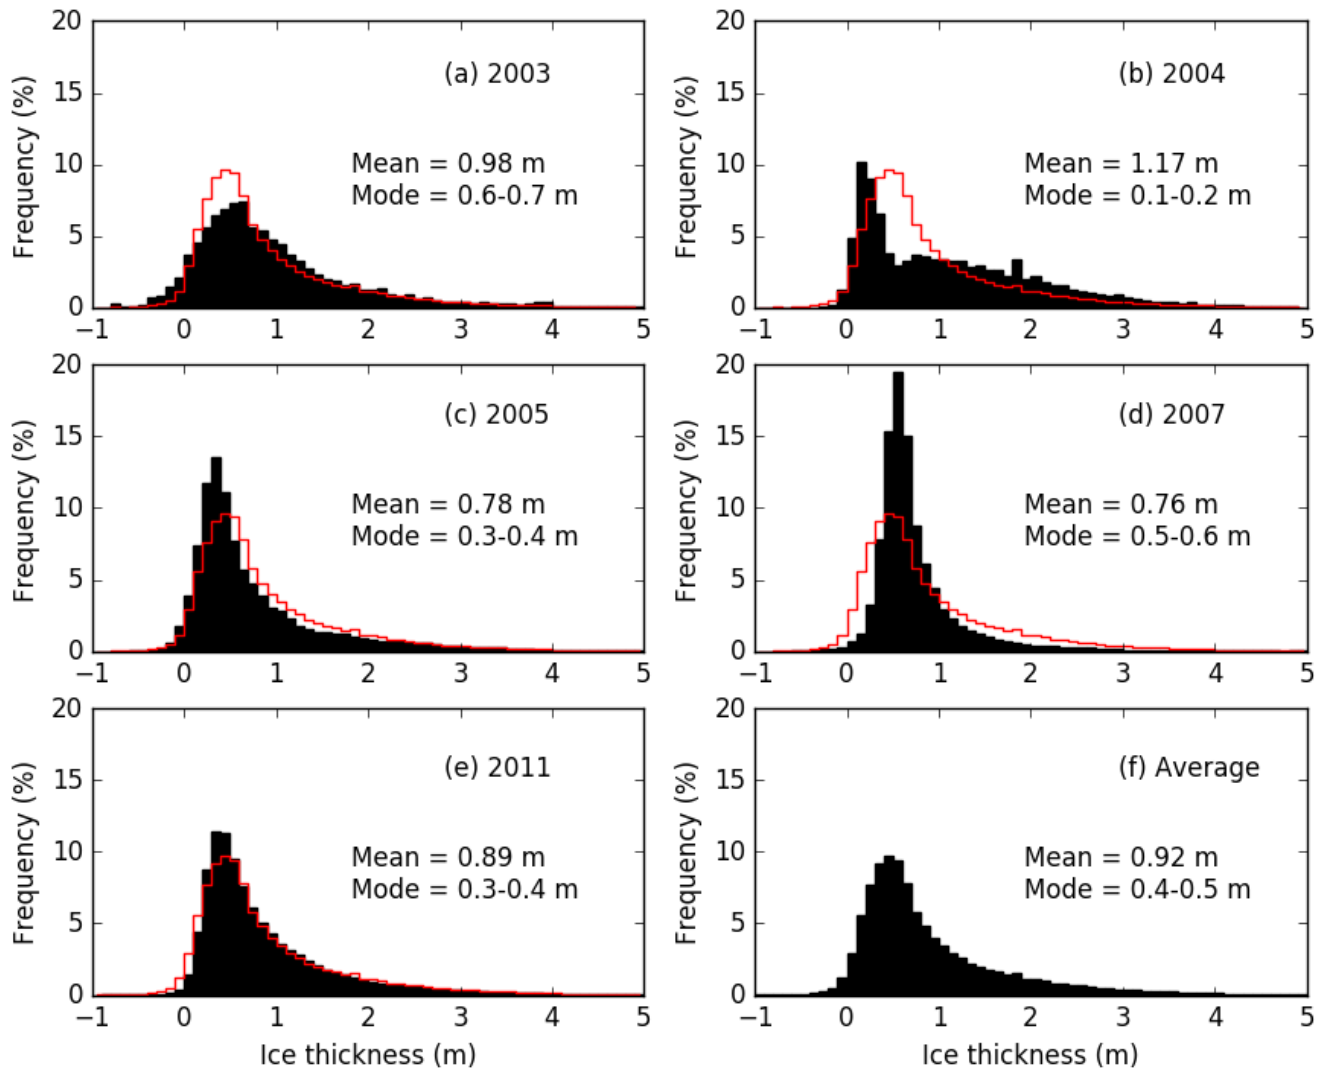 20
15
10
5
0
Frequency (%)
(a) 2003
Mean = 0.98 m
Mode = 0.6-0.7 m
−1 0 1 2 3 4 5
20
15
10
5
0
Frequency (%)
(b) 2004
Mean = 1.17 m
Mode = 0.1-0.2 m
−1 0 1 2 3 4 5
20
15
10
5
0
Frequency (%)
(c) 2005
Mean = 0.78 m
Mode = 0.3-0.4 m
−1 0 1 2 3 4 5
20
15
10
5
0
Frequency (%)
(d) 2007
Mean = 0.76 m
Mode = 0.5-0.6 m
−1 0 1 2 3 4 5
20
15
10
5
0
Frequency (%)
(e) 2011
Mean = 0.89 m
Mode = 0.3-0.4 m
−1 0 1 2 3 4 5
Ice thickness (m)
20
15
10
5
0
Frequency (%)
(f) Average
Mean = 0.92 m
Mode = 0.4-0.5 m
−1 0 1 2 3 4 5
Ice thickness (m)